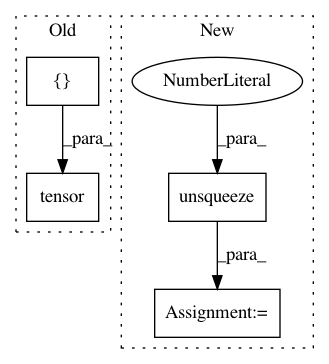 Old
New
{}
NumberLiteral
_para_
_para_
tensor
unsqueeze
_para_
Assignment:=